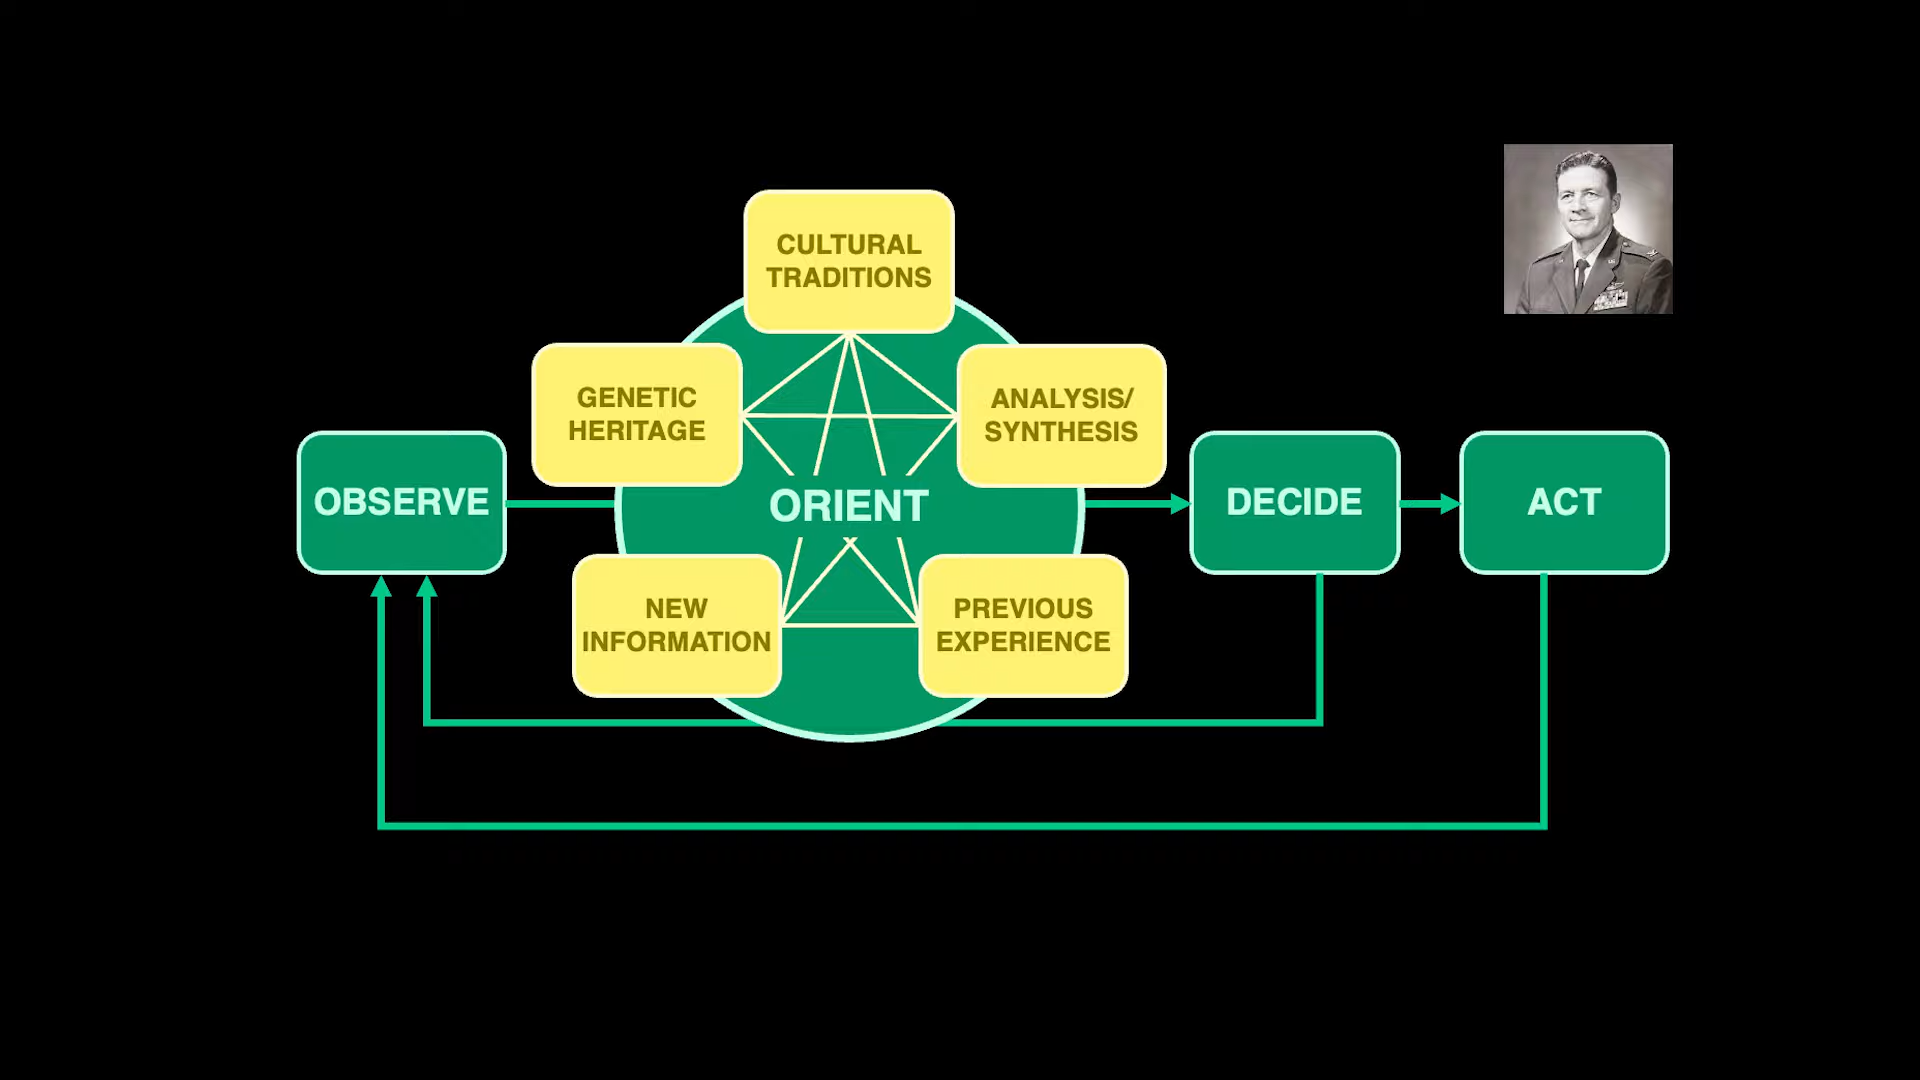 CULTURAL
TRADITIONS
GENETIC
HERITAGE
ANALYSIS/
SYNTHESIS
OBSERVE
ORIENT
DECIDE
ACT
NEW
INFORMATION
PREVIOUS
EXPERIENCE